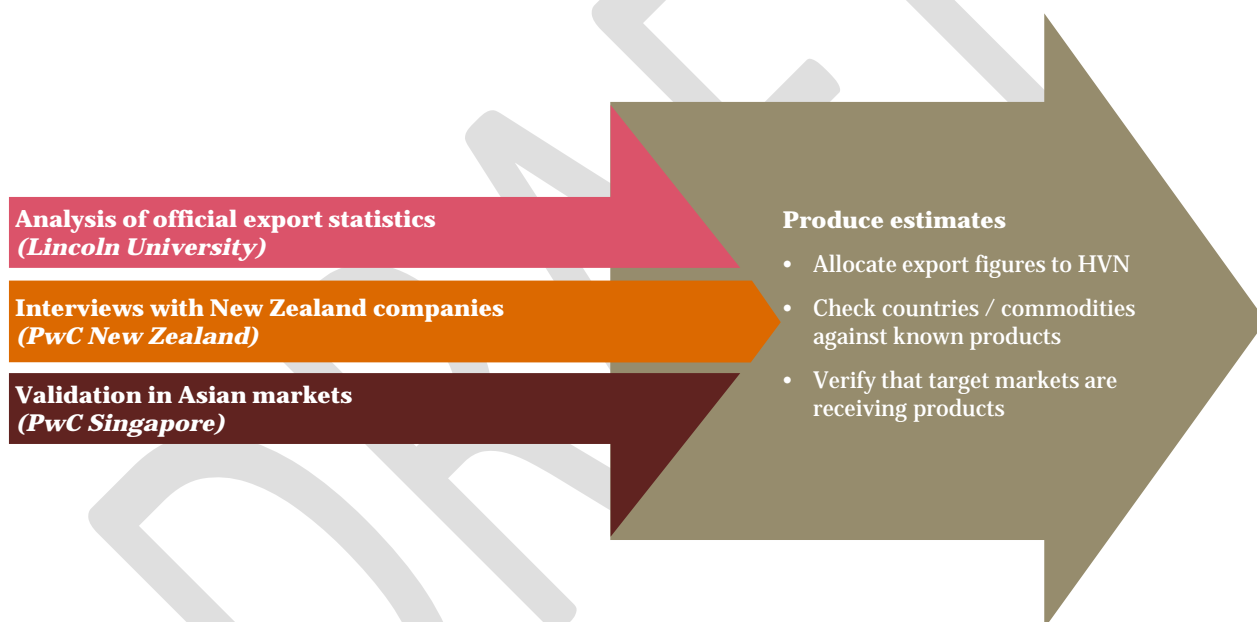 Analysis of official export statistics
(Lincoln University)
Interviews with New Zealand companies
(PwC New Zealand)
Validation in Asian markets
(PwC Singapore)
Produce estimates
• Allocate export figures to HVN
• Check countries / commodities
against known products
• Verify that target markets are
receiving products
DRAFT